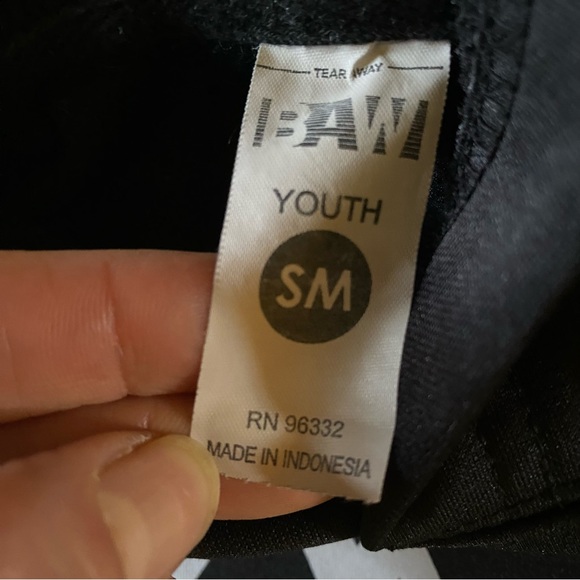 TEAR AWAY
BAW
YOUTH
SM
RN 96332
MADE IN INDONESIA